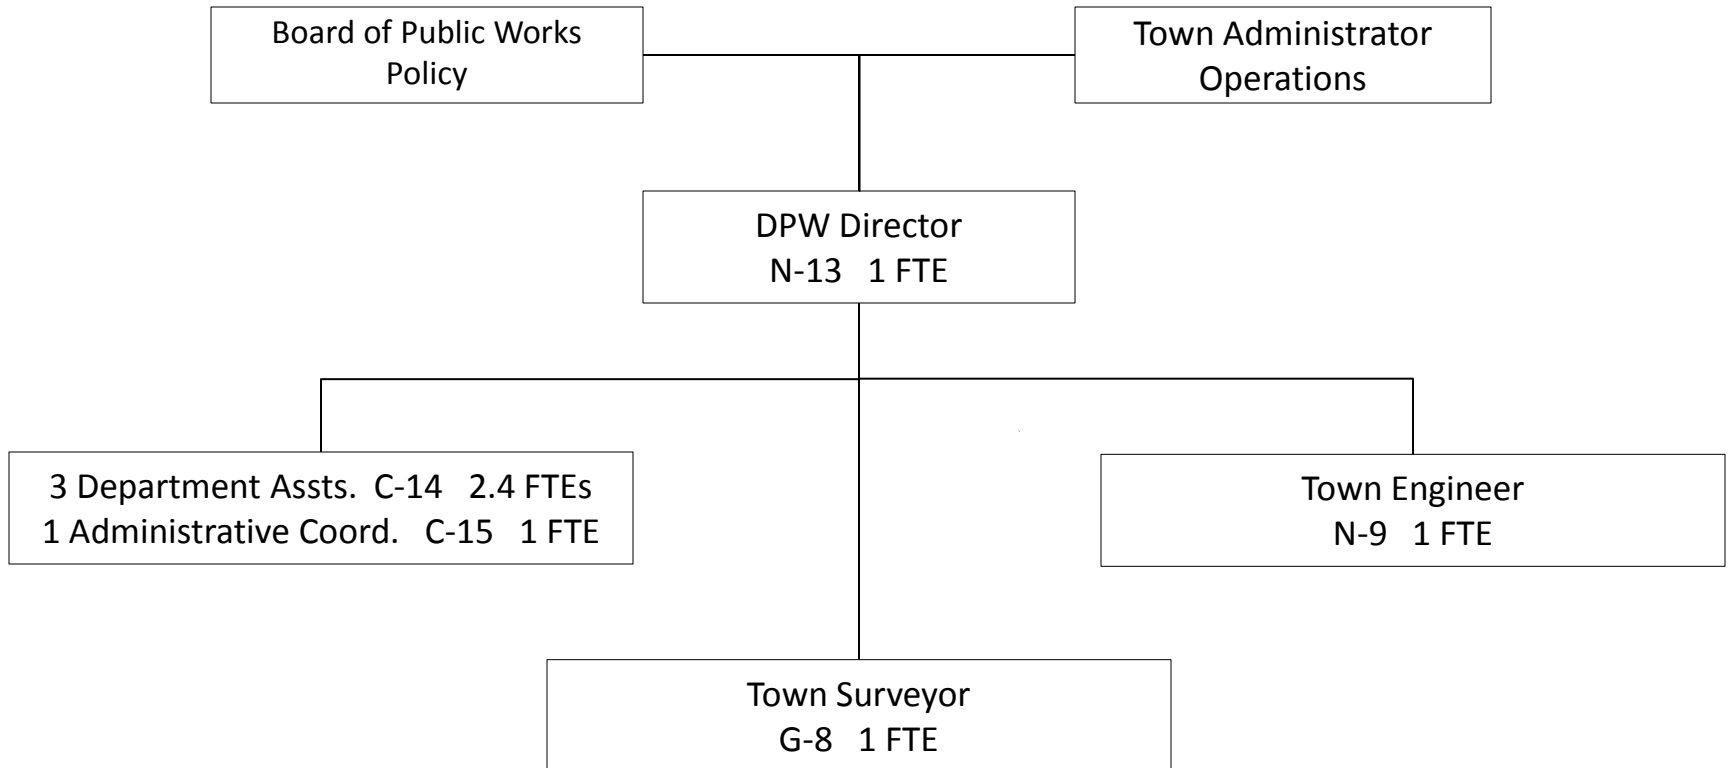 Board of Public Works
Policy
Town Administrator
Operations
DPW Director
N-13   1 FTE
3 Department Assts.  C-14   2.4 FTEs
1 Administrative Coord.   C-15   1 FTE
Town Engineer
N-9   1 FTE
Town Surveyor
G-8   1 FTE